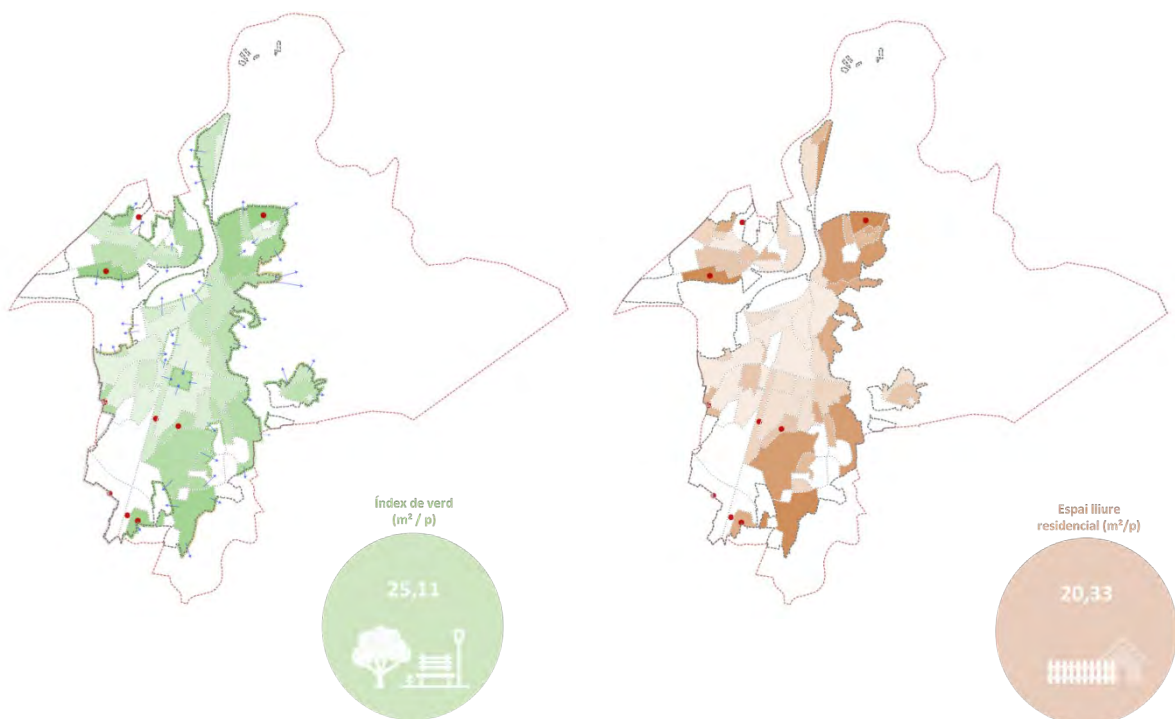 Índex de verd
(m² / p)
25,11
Espai lliure
residencial (m²/p)
20,33